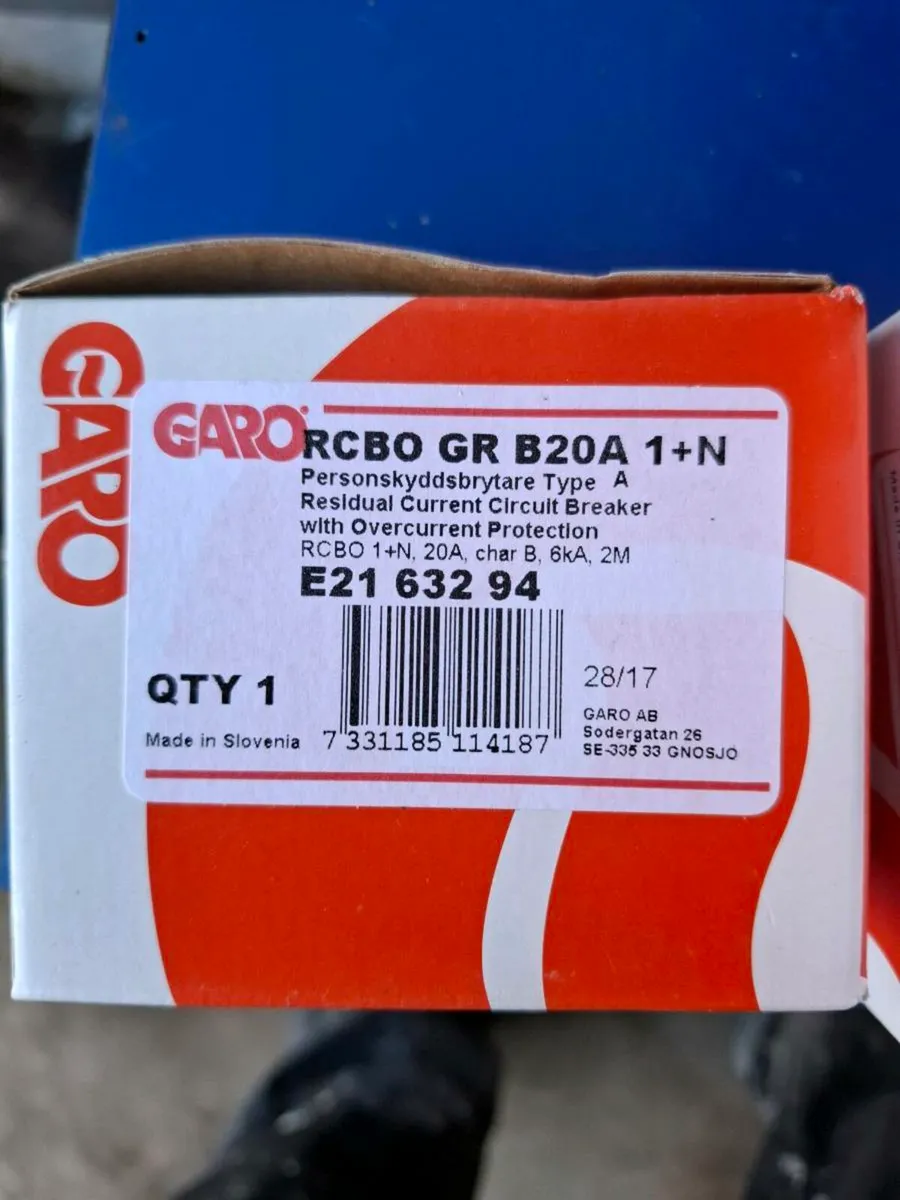 GARO
GARO RCBO GR B20A 1+N
Personskyddsbrytare Type A
Residual Current Circuit Breaker
with Overcurrent Protection
RCBO 1+N, 20A, char B, 6kA, 2M
E21 632 94
QTY 1
28/17
Made in Slovenia
7 331185 114187
GARO AB
Sodergatan 26
SE-335 33 GNOSJO